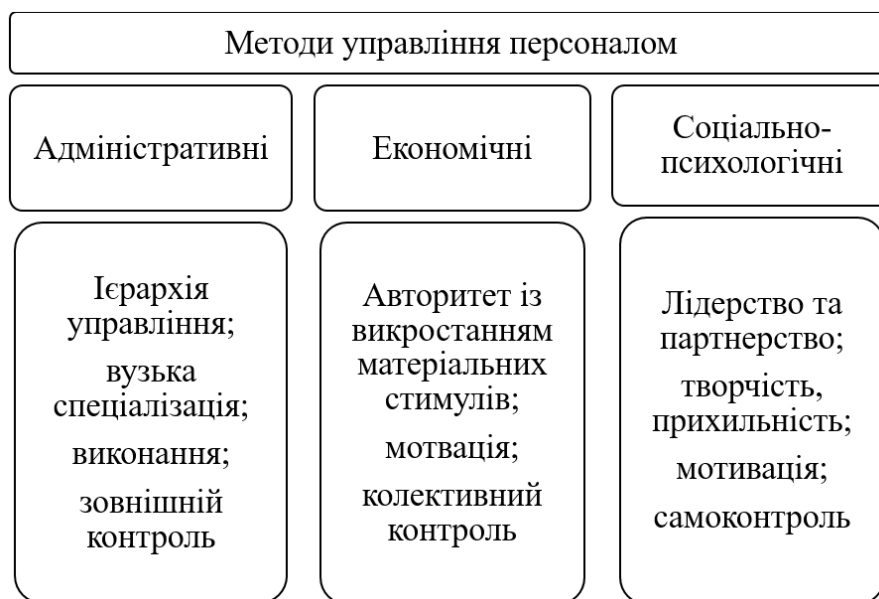 Методи управління персоналом
Адміністративні
Економічні
Соціально-
психологічні
Ієрархія
управління;
вузька
спеціалізація;
виконання;
зовнішній
контроль
Авторитет із
викростанням
матеріальних
стимулів;
мотвація;
колективний
контроль
Лідерство та
партнерство;
творчість,
прихильність;
мотивація;
самоконтроль